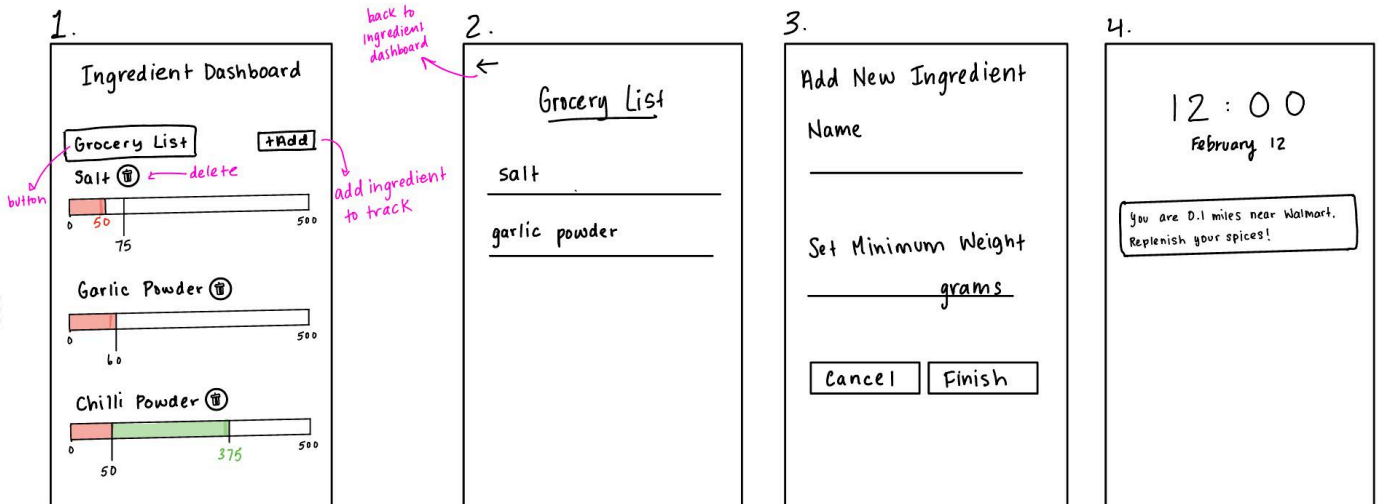 1.
Ingredient Dashboard
Grocery List
+Add
button
Salt
delete
add ingredient
to track
0
50
500
75
Garlic Powder
0
500
60
Chilli Powder
0
500
375
50
back to
ingredient
dashboard
2.
←
Grocery List
salt
garlic powder
3.
Add New Ingredient
Name
Set Minimum Weight
grams
Cancel
Finish
4.
12:00
February 12
You are 0.1 miles near Walmart.
Replenish your spices!